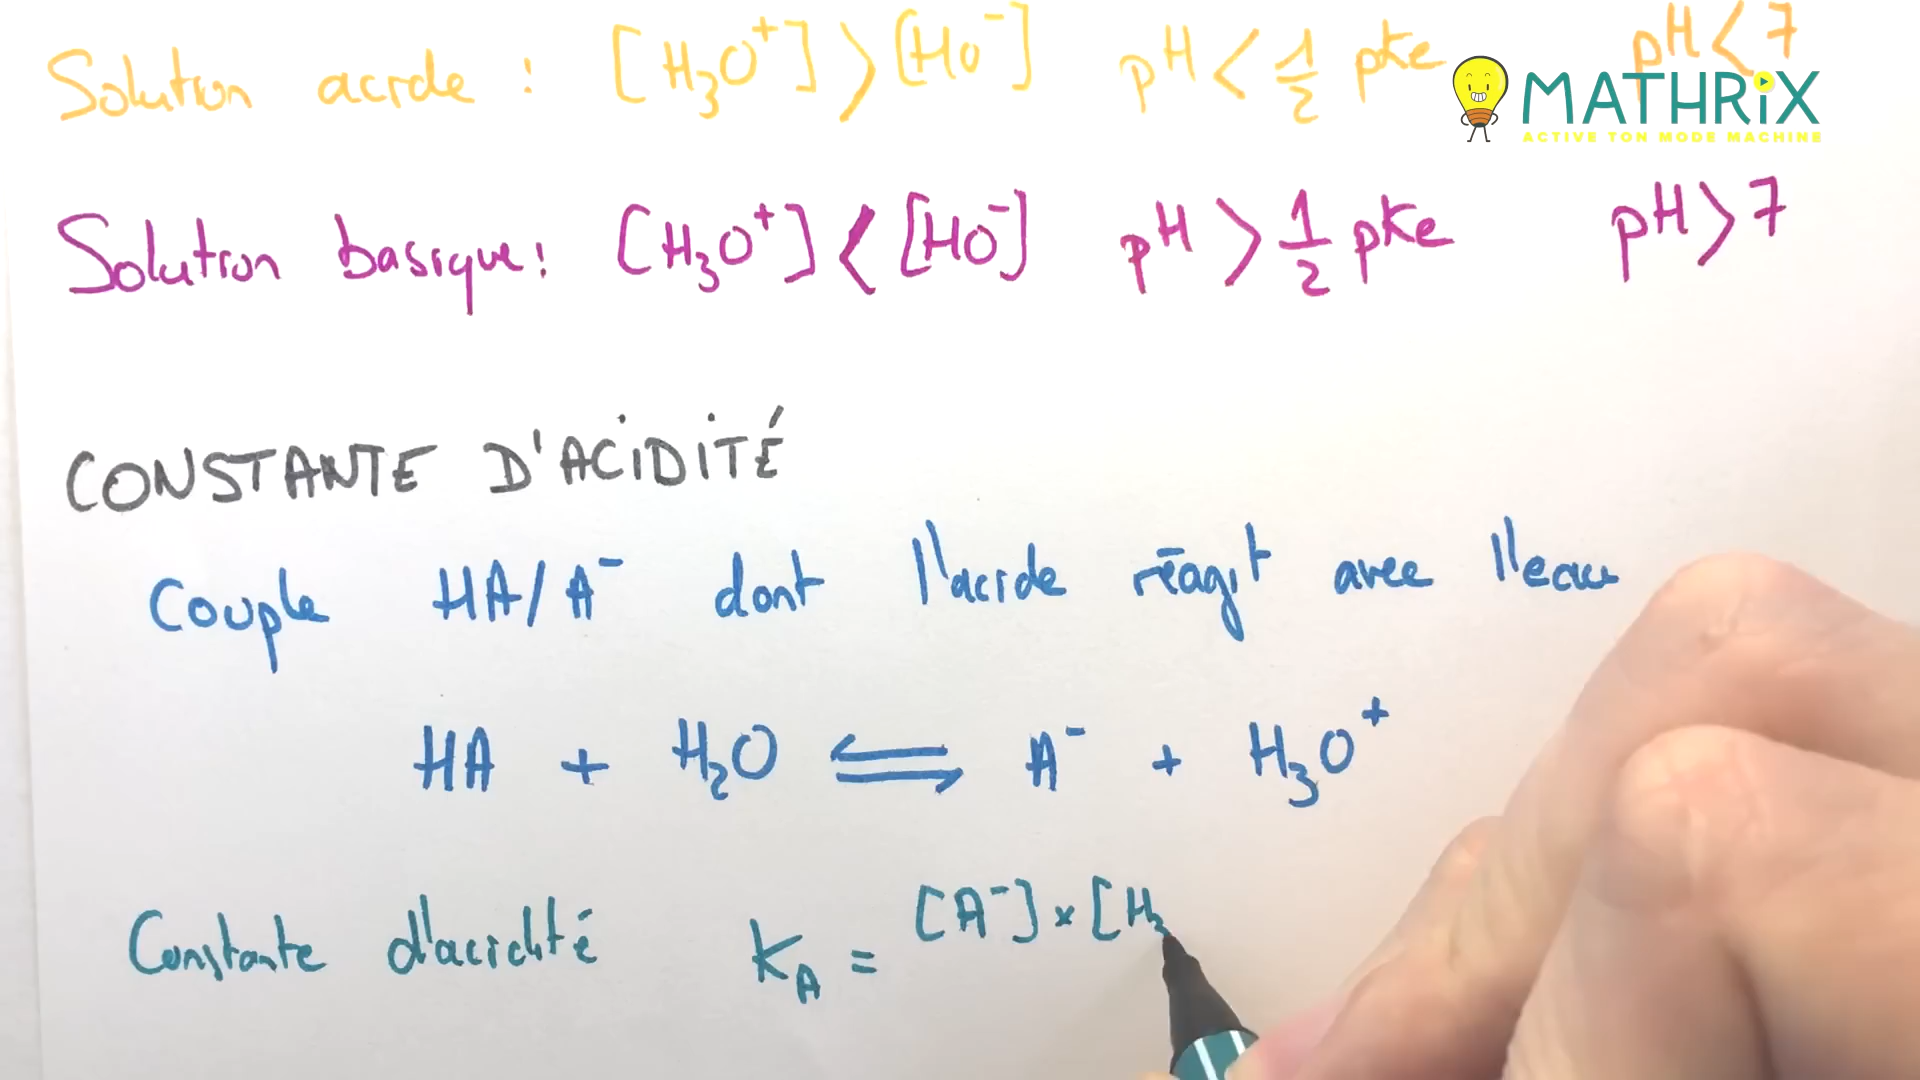 Solution acide : [H₃O⁺] > [HO⁻] pH < 1/2 pKe pH < 7
MATHRIX
ACTIVE TON MODE MACHINE
Solution basique : [H₃O⁺] < [HO⁻] pH > 1/2 pKe pH > 7
CONSTANTE D'ACIDITÉ
Couple HA/A⁻ dont l'acide réagit avec l'eau
HA + H₂O ⇌ A⁻ + H₃O⁺
Constante d'acidité K_A = [A⁻] × [H₃